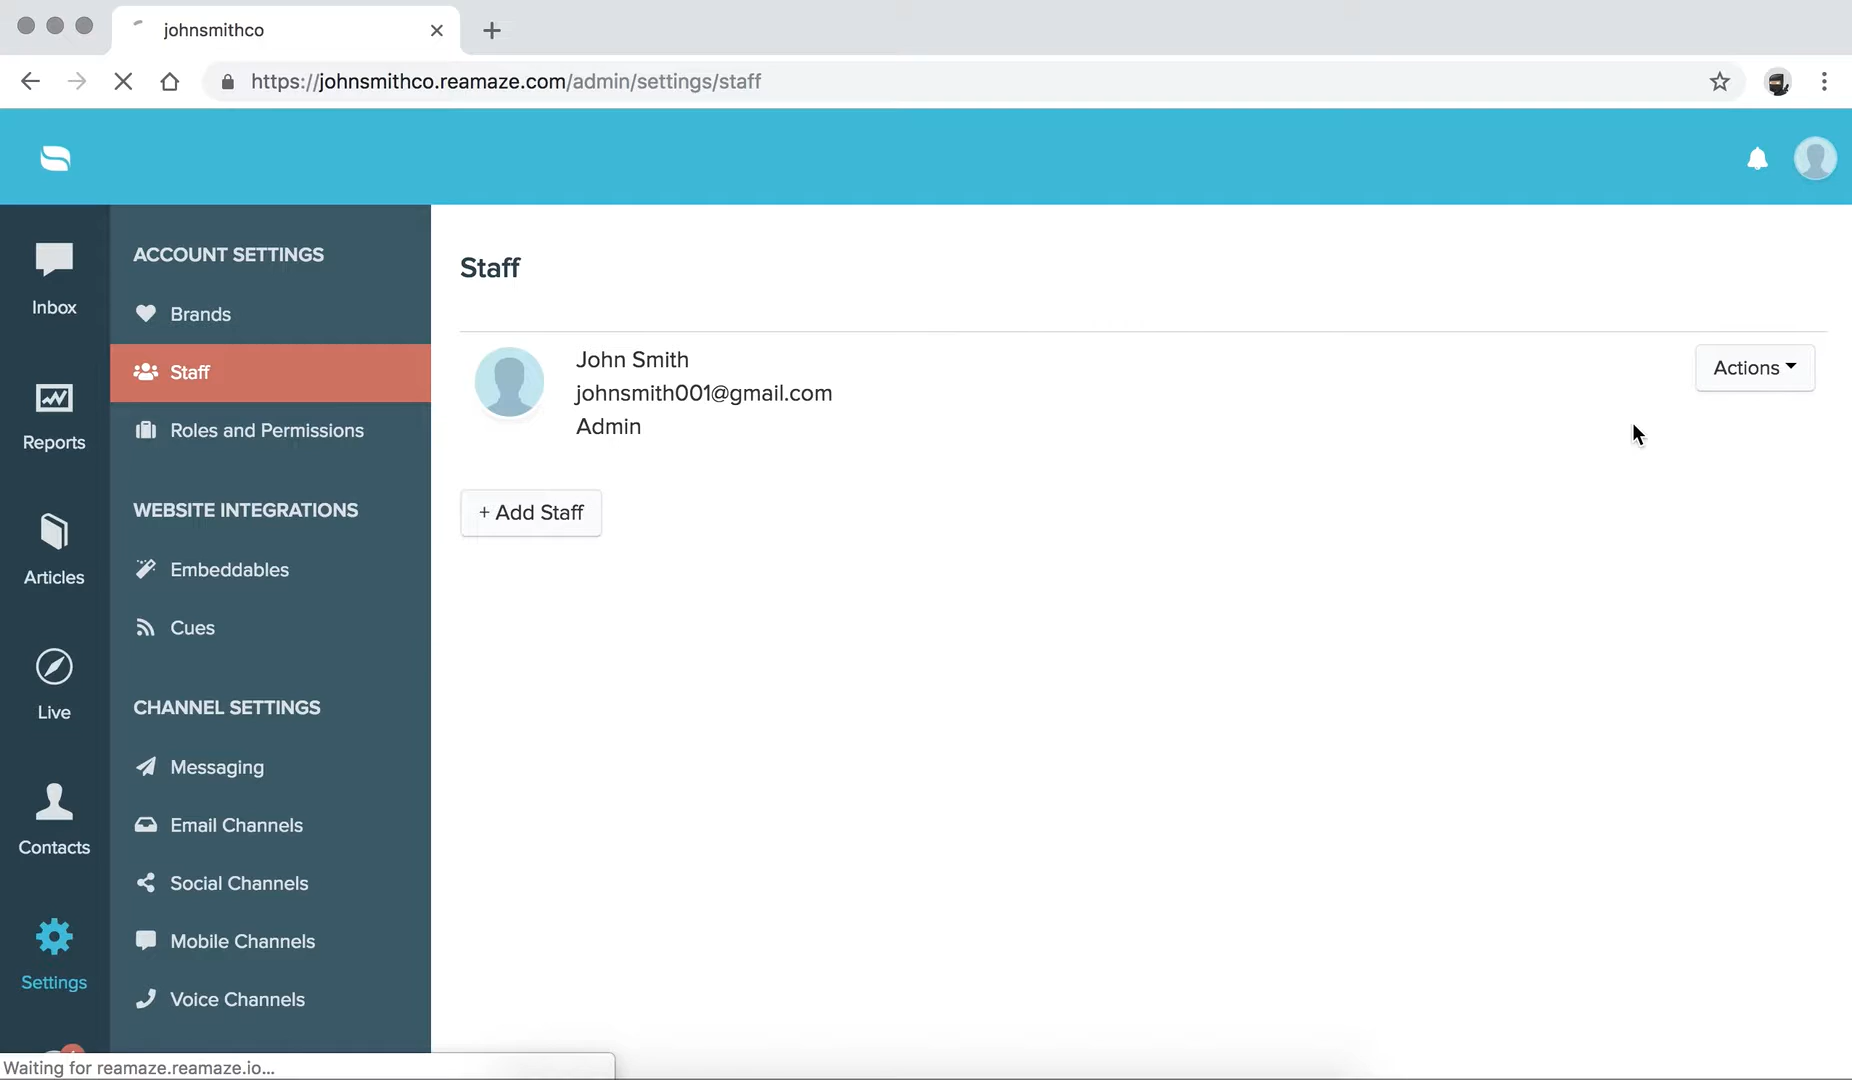 johnsmithco
https://johnsmithco.reamaze.com/admin/settings/staff
Inbox
Reports
Articles
Live
Contacts
Settings
ACCOUNT SETTINGS
Brands
Staff
Roles and Permissions
WEBSITE INTEGRATIONS
Embeddables
Cues
CHANNEL SETTINGS
Messaging
Email Channels
Social Channels
Mobile Channels
Voice Channels
Staff
John Smith
johnsmith001@gmail.com
Admin
Actions
+ Add Staff
Waiting for reamaze.reamaze.io...